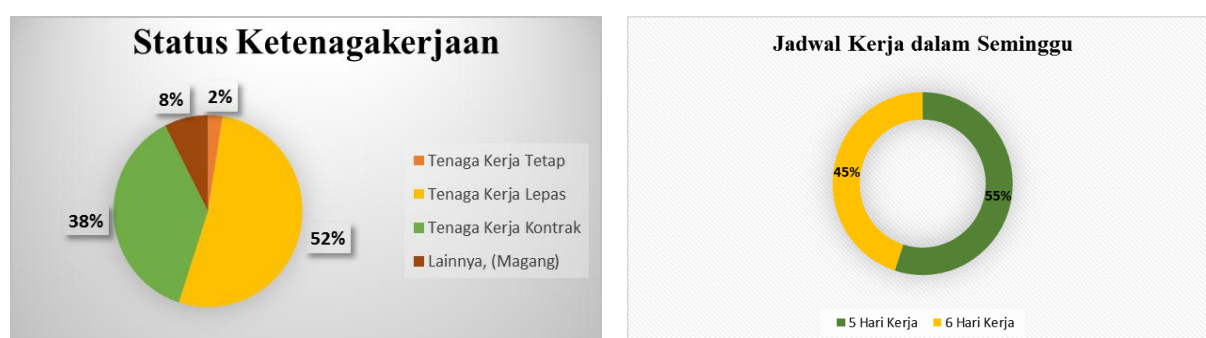 Status Ketenagakerjaan
8%
2%
38%
52%
Tenaga Kerja Tetap
Tenaga Kerja Lepas
Tenaga Kerja Kontrak
Lainnya, (Magang)
Jadwal Kerja dalam Seminggu
45%
55%
5 Hari Kerja
6 Hari Kerja